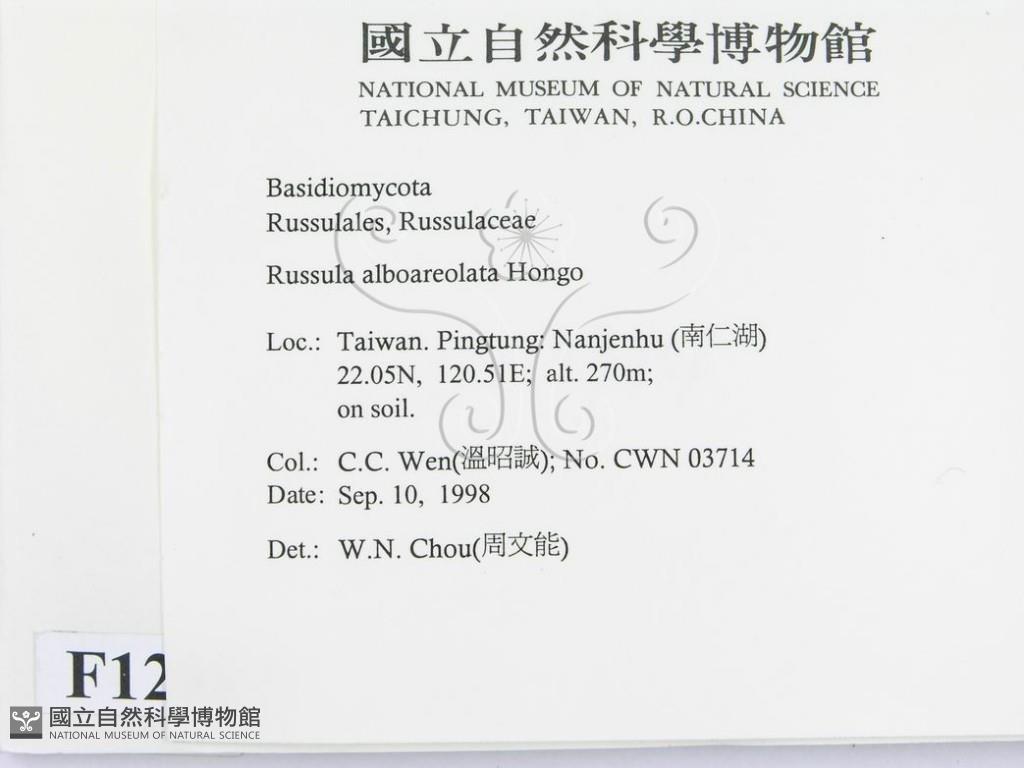 國立自然科學博物館
NATIONAL MUSEUM OF NATURAL SCIENCE
TAICHUNG, TAIWAN, R.O.CHINA
Basidiomycota
Russulales, Russulaceae
Russula alboareolata Hongo
Loc.: Taiwan. Pingtung: Nanjenhu (南仁湖)
22.05N, 120.51E; alt. 270m;
on soil.
Col.: C.C. Wen(溫昭誠); No. CWN 03714
Date: Sep. 10, 1998
Det.: W.N. Chou(周文能)
F12
國立自然科學博物館
NATIONAL MUSEUM OF NATURAL SCIENCE